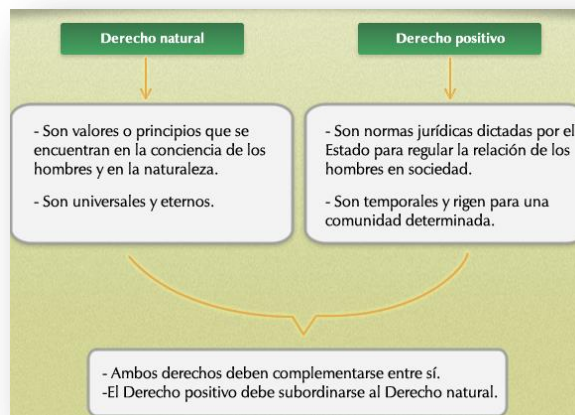 Derecho natural
Derecho positivo
- Son valores o principios que se
encuentran en la conciencia de los
hombres y en la naturaleza.
- Son universales y eternos.
- Son normas jurídicas dictadas por el
Estado para regular la relación de los
hombres en sociedad.
- Son temporales y rigen para una
comunidad determinada.
- Ambos derechos deben complementarse entre sí.
-El Derecho positivo debe subordinarse al Derecho natural.